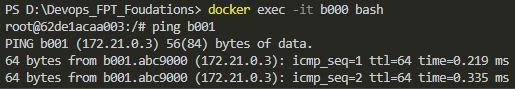 PS D:\Devops_FPT_Foudations> docker exec -it b000 bash
root@62de1acaa003:/# ping b001
PING b001 (172.21.0.3) 56(84) bytes of data.
64 bytes from b001.abc9000 (172.21.0.3): icmp_seq=1 ttl=64 time=0.219 ms
64 bytes from b001.abc9000 (172.21.0.3): icmp_seq=2 ttl=64 time=0.335 ms